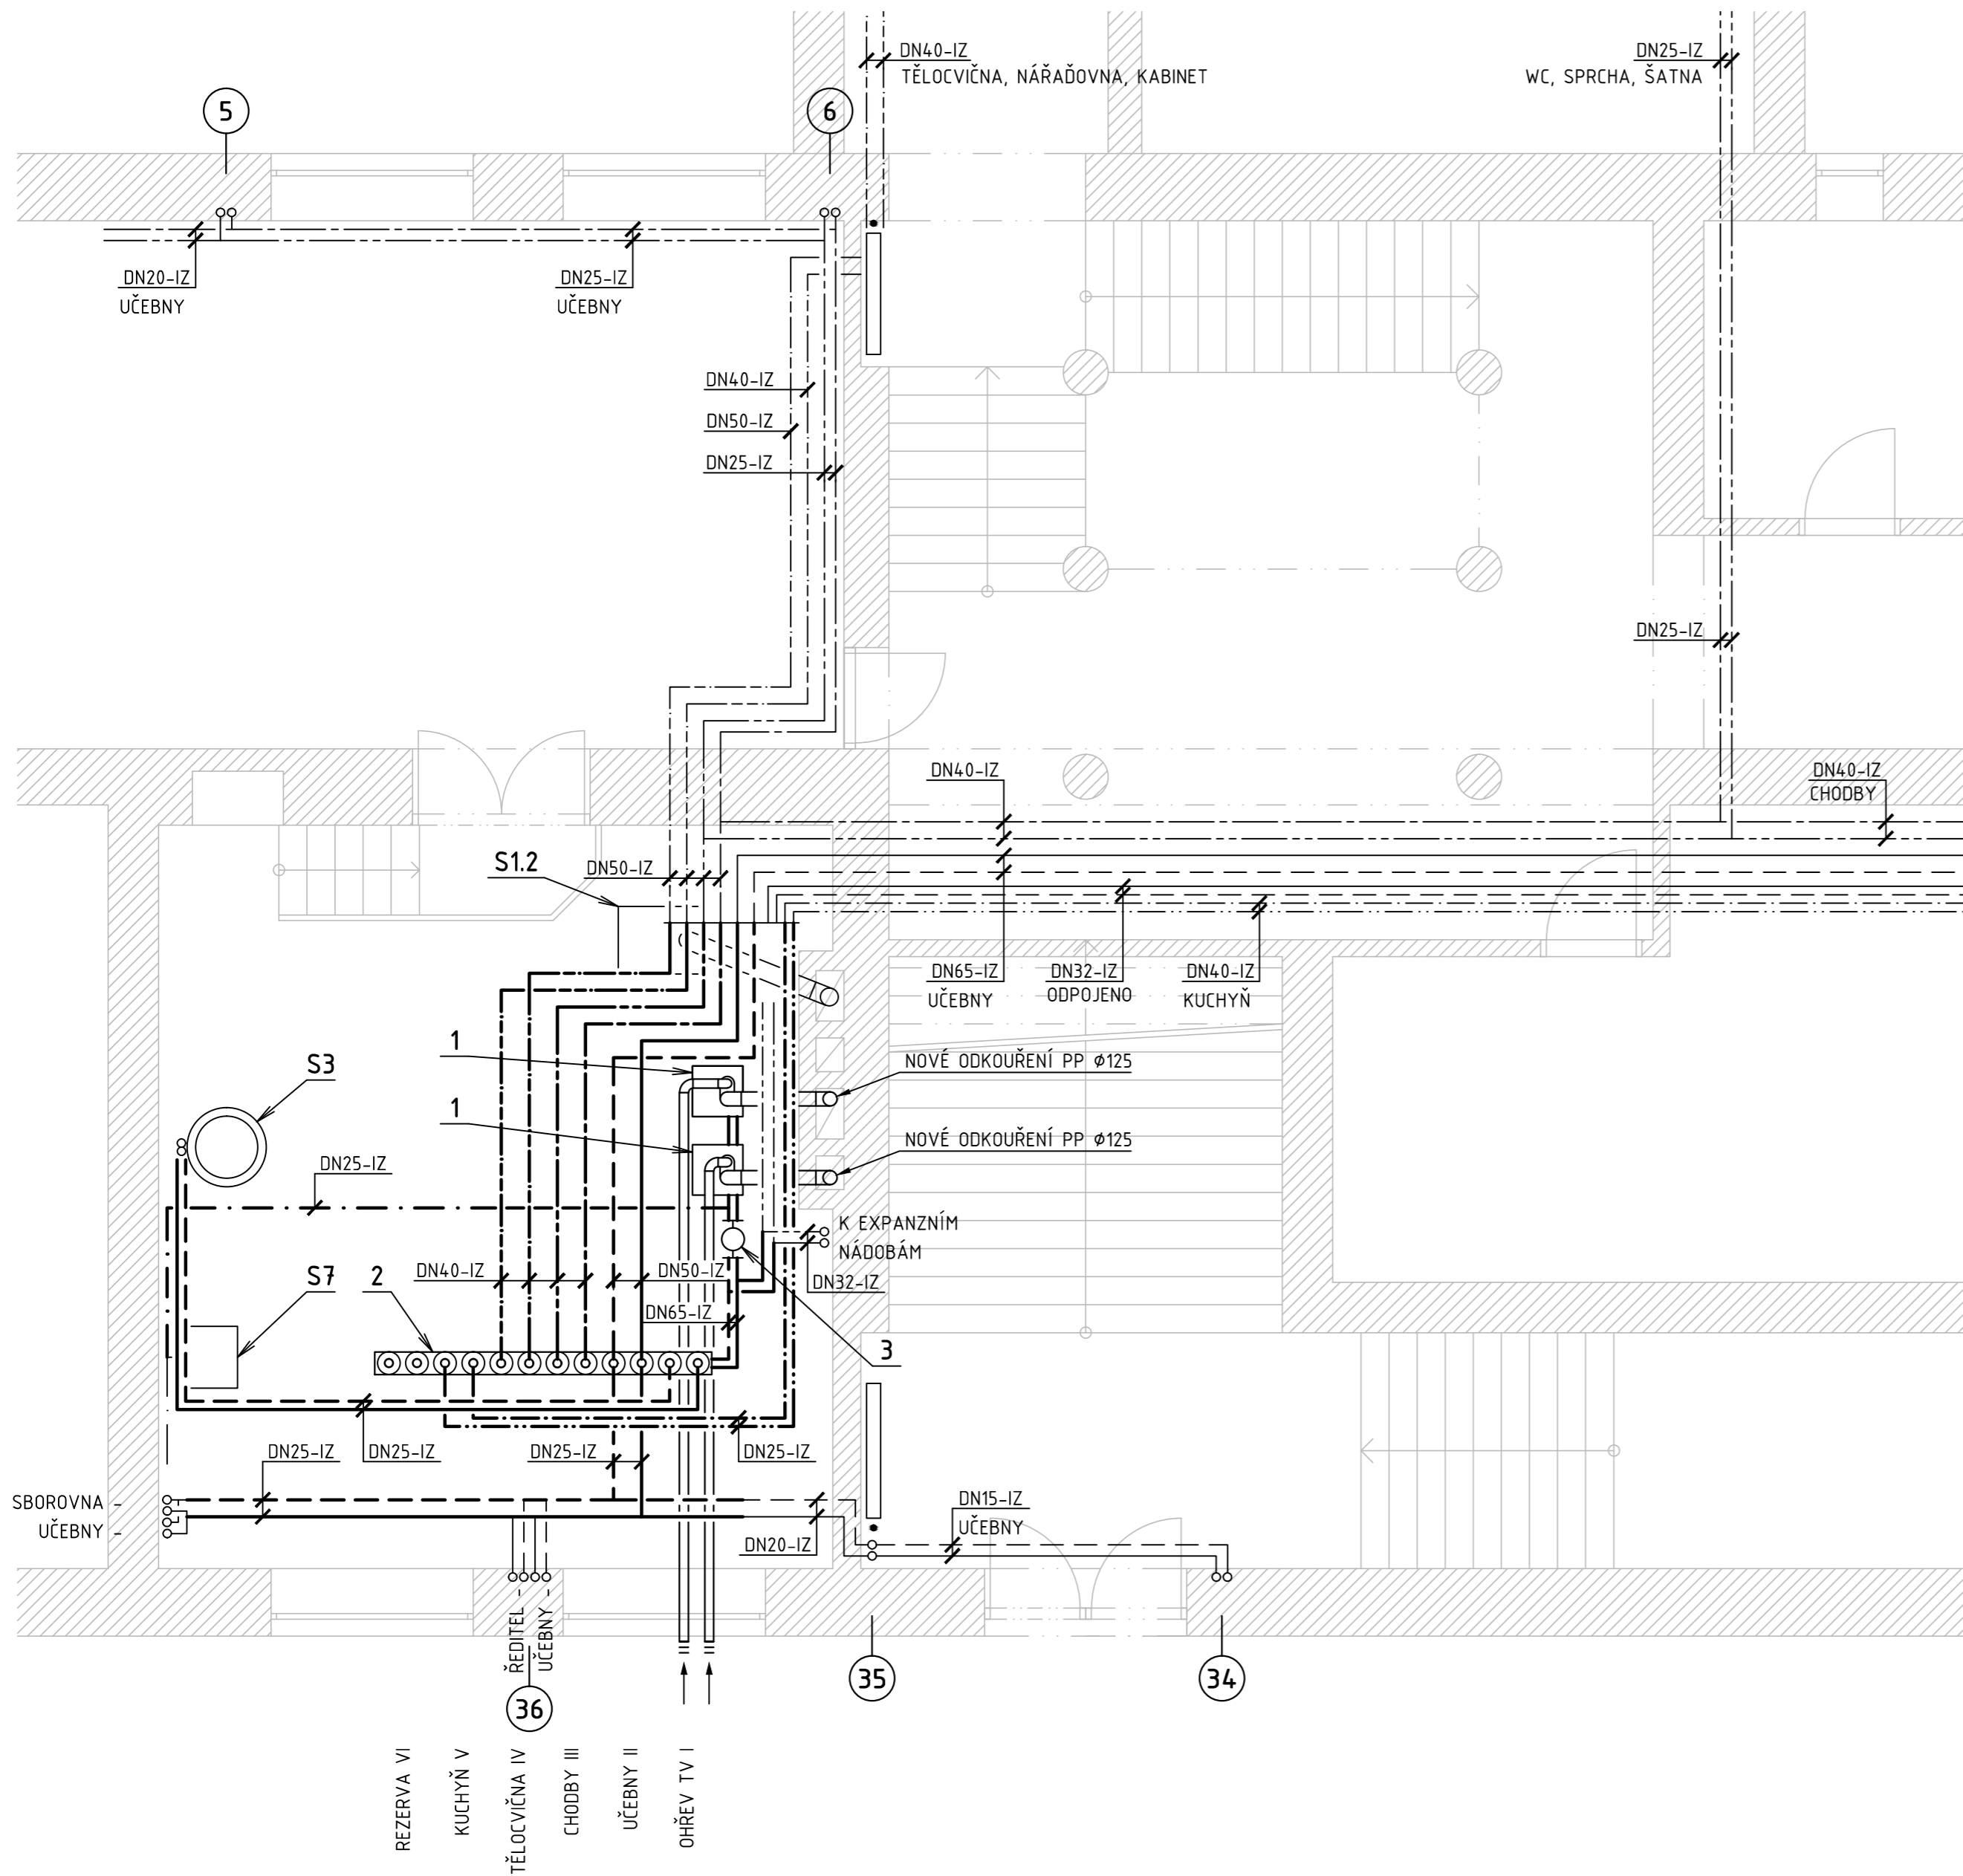 DN40-IZ
TĚLOCVIČNA, NÁŘAĎOVNA, KABINET
DN25-IZ
WC, SPRCHA, ŠATNA
5
6
DN20-IZ
UČEBNY
DN25-IZ
UČEBNY
DN40-IZ
DN50-IZ
DN25-IZ
DN25-IZ
DN40-IZ
DN40-IZ
CHODBY
S1.2
DN50-IZ
DN65-IZ
UČEBNY
DN32-IZ
ODPOJENO
DN40-IZ
KUCHYŇ
1
S3
NOVÉ ODKOUŘENÍ PP ϕ125
1
NOVÉ ODKOUŘENÍ PP ϕ125
DN25-IZ
K EXPANZNÍM
NÁDOBÁM
S7
2
DN40-IZ
DN50-IZ
DN32-IZ
DN65-IZ
3
DN25-IZ
DN25-IZ
DN25-IZ
DN25-IZ
SBOROVNA -
UČEBNY -
DN15-IZ
UČEBNY
DN20-IZ
ŘEDITEL -
UČEBNY -
36
35
34
REZERVA VI
KUCHYŇ V
TĚLOCVIČNA IV
CHODBY III
UČEBNY II
OHŘEV TV I